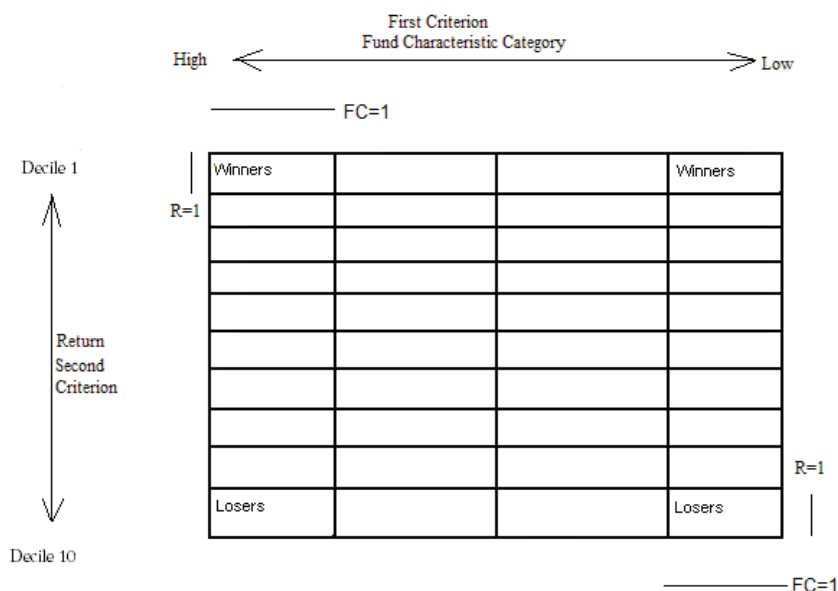 First Criterion
Fund Characteristic Category
High
Low
FC=1
Decile 1
Winners
Winners
R=1
Return
Second
Criterion
R=1
Losers
Losers
Decile 10
FC=1